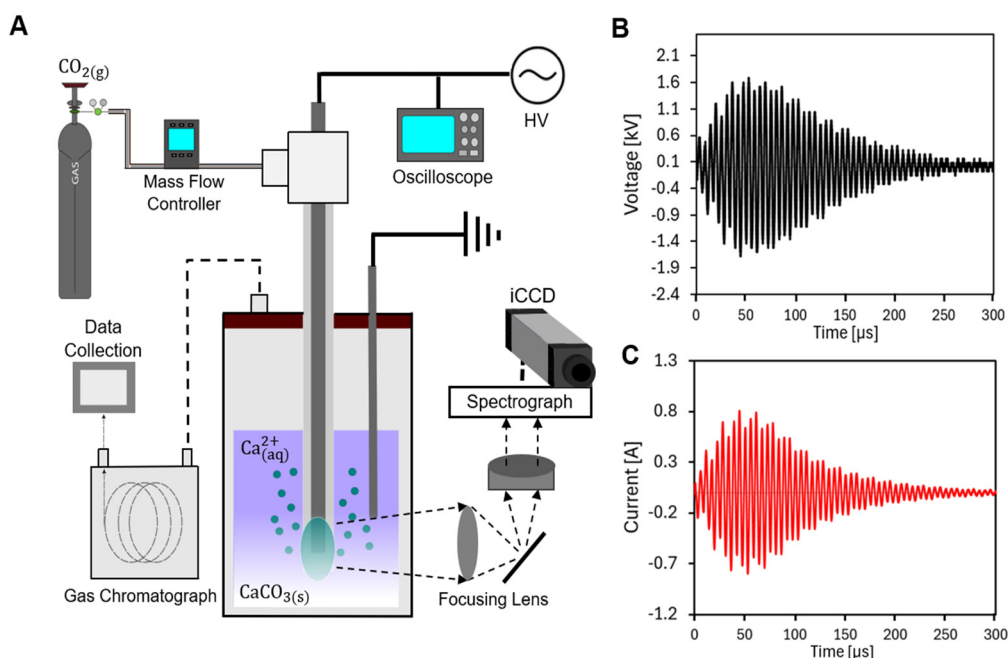 A
CO2(g)
GAS
Mass Flow
Controller
Oscilloscope
HV
Data
Collection
Gas Chromatograph
Ca2+(aq)
CaCO3(s)
iCCD
Spectrograph
Focusing Lens
B
Voltage [kV]
2.1
1.6
1.1
0.6
0.1
-0.4
-0.9
-1.4
-1.9
-2.4
0 50 100 150 200 250 300
Time [µs]
C
Current [A]
1.3
0.8
0.3
-0.2
-0.7
-1.2
0 50 100 150 200 250 300
Time [µs]